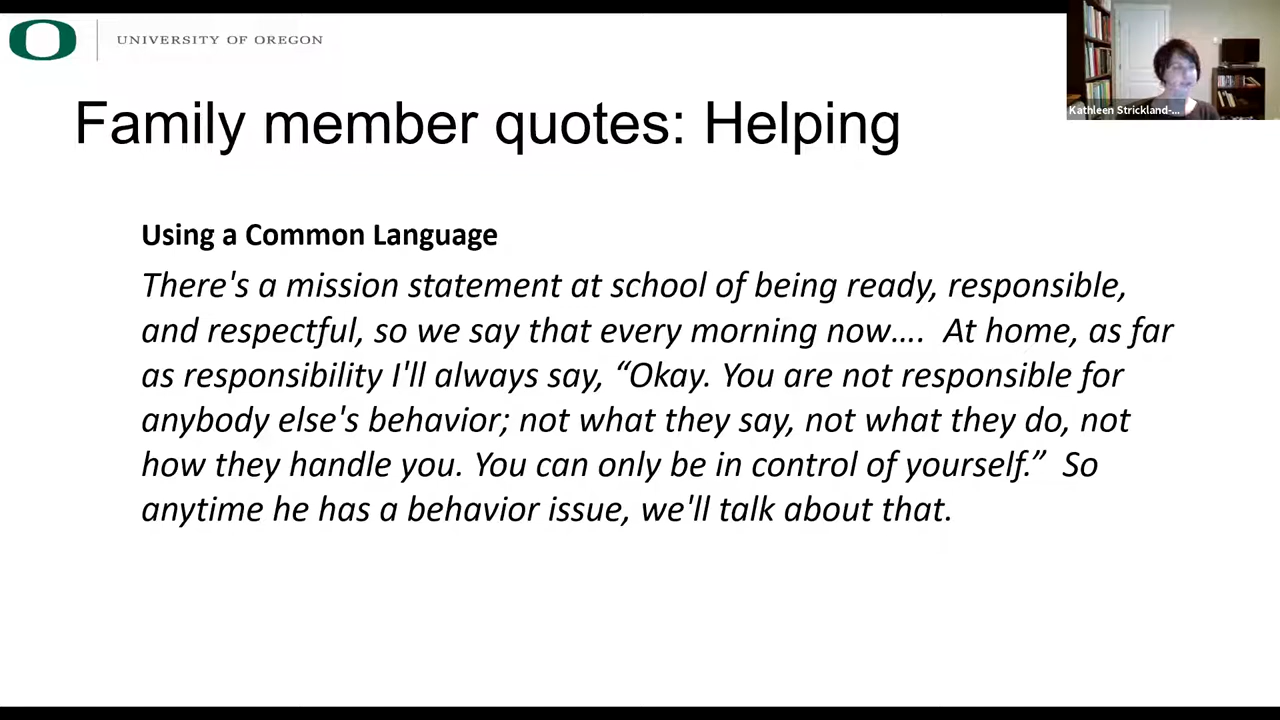 UNIVERSITY OF OREGON
Kathleen Strickland-...
Family member quotes: Helping
Using a Common Language
There's a mission statement at school of being ready, responsible,
and respectful, so we say that every morning now.... At home, as far
as responsibility I'll always say, “Okay. You are not responsible for
anybody else's behavior; not what they say, not what they do, not
how they handle you. You can only be in control of yourself.” So
anytime he has a behavior issue, we'll talk about that.